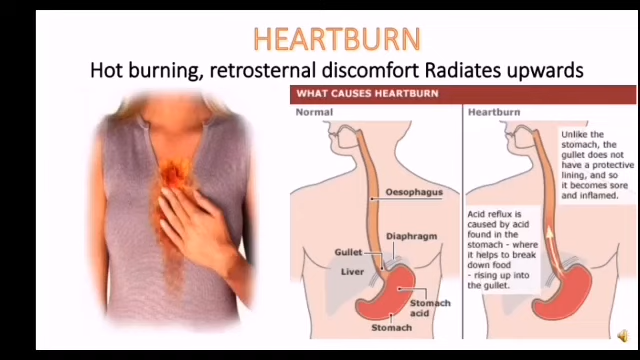 HEARTBURN
Hot burning, retrosternal discomfort Radiates upwards
WHAT CAUSES HEARTBURN
Normal
Oesophagus
Diaphragm
Gullet
Liver
Stomach
acid
Stomach
Heartburn
Unlike the
stomach, the
gullet does not
have a protective
lining, and so
it becomes sore
and inflamed.
Acid reflux is
caused by acid
found in the
stomach - where
it helps to break
down food
- rising up into
the gullet.